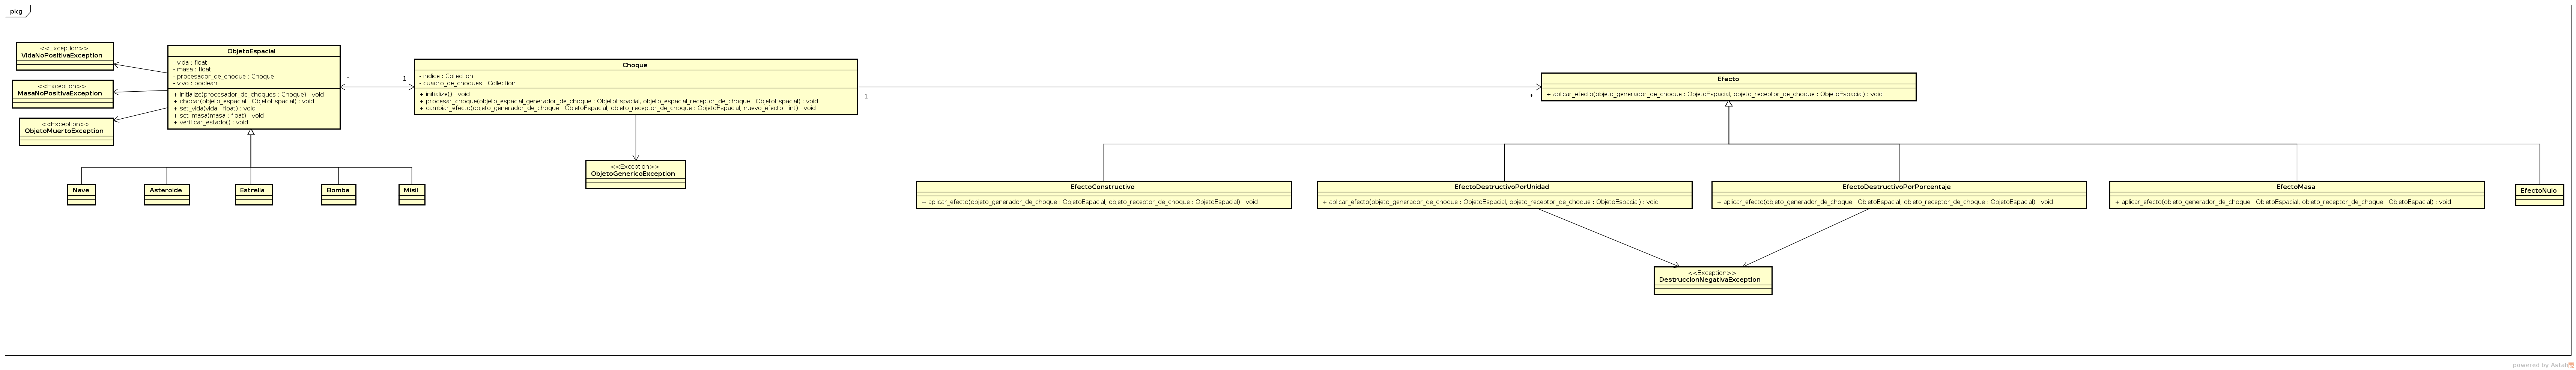 pkg
<<Exception>>
VidaNoPositivaException
<<Exception>>
MasaNoPositivaException
<<Exception>>
ObjetoMuertoException
ObjetoEspacial
- vida : float
- masa : float
- procesador_de_choque : Choque
- vivo : boolean
+ initialize(procesador_de_choques : Choque) : void
+ chocar(objeto_espacial : ObjetoEspacial) : void
+ set_vida(vida : float) : void
+ set_masa(masa : float) : void
+ verificar_estado() : void
*
1
Choque
- indice : Collection
- cuadro_de_choques : Collection
+ initialize() : void
+ procesar_choque(objeto_espacial_generador_de_choque : ObjetoEspacial, objeto_espacial_receptor_de_choque : ObjetoEspacial) : void
+ cambiar_efecto(objeto_generador_de_choque : ObjetoEspacial, objeto_receptor_de_choque : ObjetoEspacial, nuevo_efecto : int) : void
1
*
Efecto
+ aplicar_efecto(objeto_generador_de_choque : ObjetoEspacial, objeto_receptor_de_choque : ObjetoEspacial) : void
<<Exception>>
ObjetoGenericoException
Nave
Asteroide
Estrella
Bomba
Misil
EfectoConstructivo
+ aplicar_efecto(objeto_generador_de_choque : ObjetoEspacial, objeto_receptor_de_choque : ObjetoEspacial) : void
EfectoDestructivoPorUnidad
+ aplicar_efecto(objeto_generador_de_choque : ObjetoEspacial, objeto_receptor_de_choque : ObjetoEspacial) : void
EfectoDestructivoPorPorcentaje
+ aplicar_efecto(objeto_generador_de_choque : ObjetoEspacial, objeto_receptor_de_choque : ObjetoEspacial) : void
EfectoMasa
+ aplicar_efecto(objeto_generador_de_choque : ObjetoEspacial, objeto_receptor_de_choque : ObjetoEspacial) : void
EfectoNulo
<<Exception>>
DestruccionNegativaException
powered by Astah